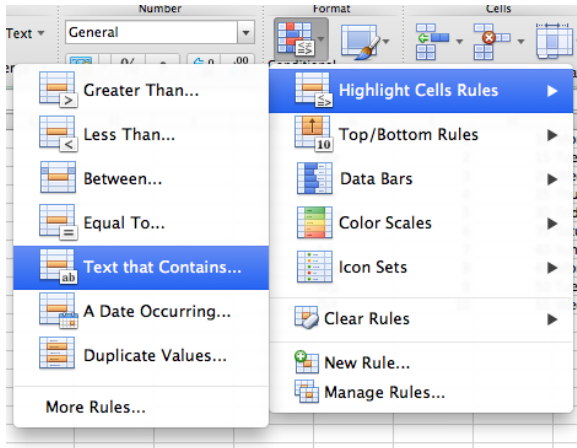 Number Format Cells
Text General
Conditional
Greater Than...
Less Than...
Between...
Equal To...
Text that Contains...
A Date Occurring...
Duplicate Values...
More Rules...
Highlight Cells Rules
Top/Bottom Rules
Data Bars
Color Scales
Icon Sets
Clear Rules
New Rule...
Manage Rules...